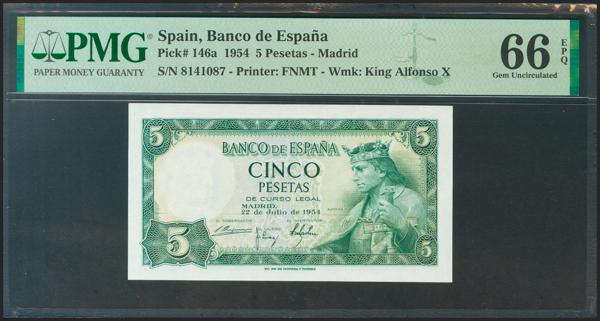 PMG
PAPER MONEY GUARANTY
Spain, Banco de España
Pick# 146a 1954 5 Pesetas - Madrid
S/N 8141087 - Printer: FNMT - Wmk: King Alfonso X
66 EPQ
Gem Uncirculated
5
BANCO DE ESPAÑA
CINCO
PESETAS
DE CURSO LEGAL
MADRID,
22 de Julio de 1954
5
5